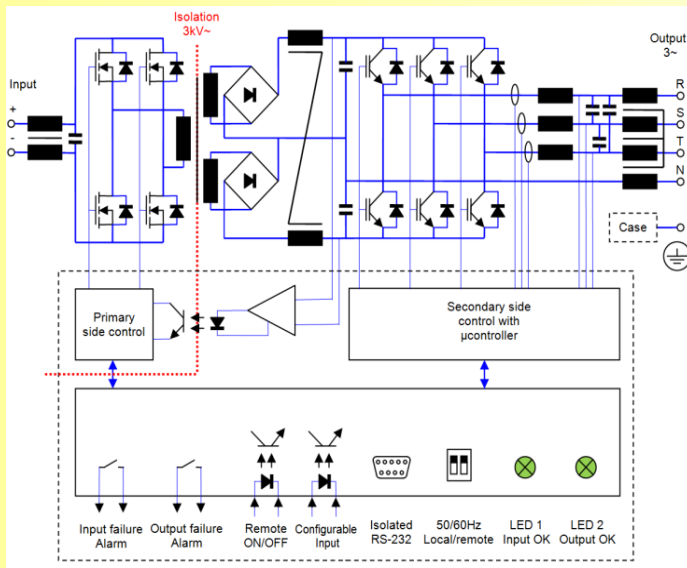 Isolation
3kV~
Output
3~
Input
+
-
R
S
T
N
Case
Primary
side control
Secondary side
control with
µcontroller
Input failure
Alarm
Output failure
Alarm
Remote
ON/OFF
Configurable
Input
Isolated
RS-232
50/60Hz
Local/remote
LED 1
Input OK
LED 2
Output OK